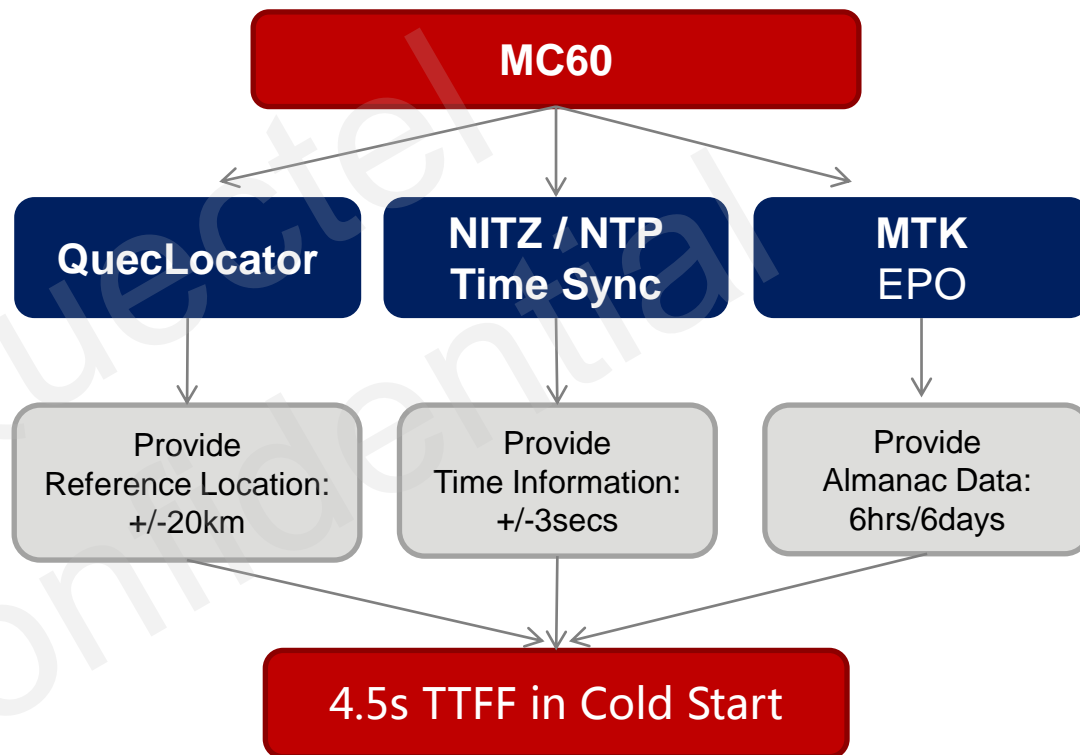 MC60
QuecLocator
NITZ / NTP
Time Sync
MTK
EPO
Provide
Reference Location:
+/-20km
Provide
Time Information:
+/-3secs
Provide
Almanac Data:
6hrs/6days
4.5s TTFF in Cold Start
Quectel
Confidential